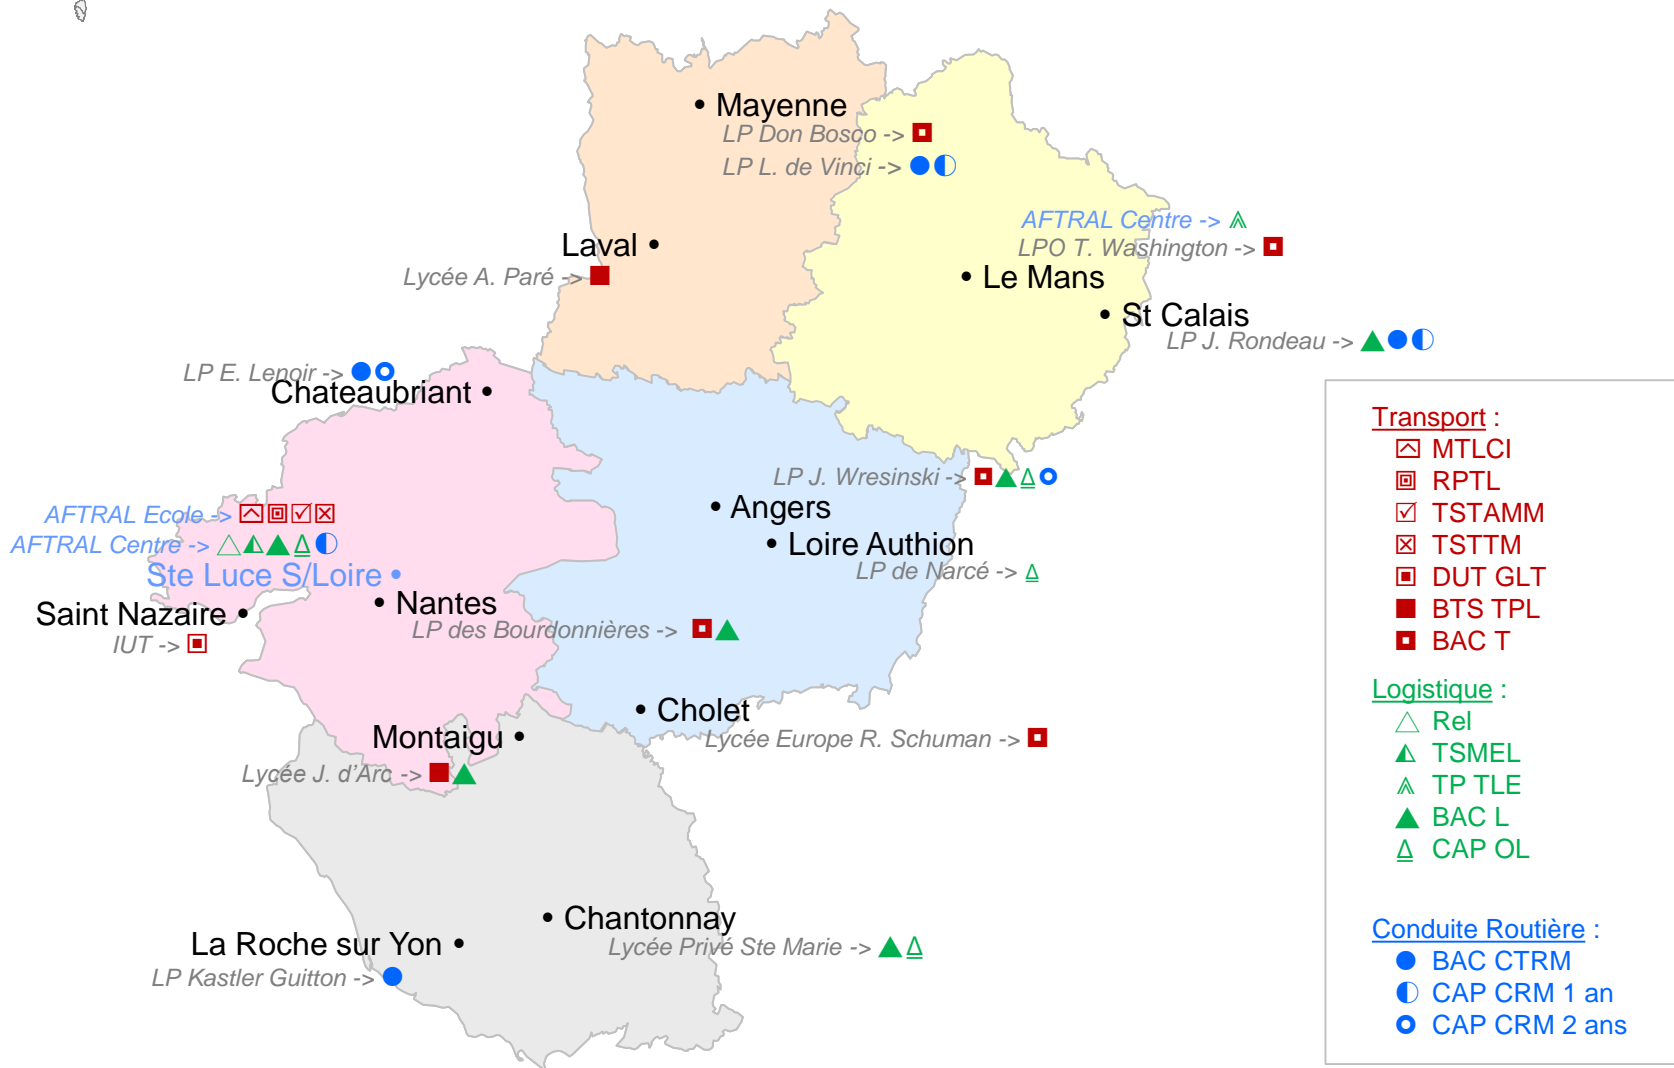 • Mayenne
LP Don Bosco ->
LP L. de Vinci ->
AFTRAL Centre ->
LPO T. Washington ->
Laval •
Lycée A. Paré ->
• Le Mans
• St Calais
LP J. Rondeau ->
LP E. Lenoir ->
Chateaubriant •
LP J. Wresinski ->
• Angers
AFTRAL Ecole ->
AFTRAL Centre ->
• Loire Authion
LP de Narcé ->
Ste Luce S/Loire •
• Nantes
Saint Nazaire •
IUT ->
LP des Bourdonnières ->
• Cholet
Lycée Europe R. Schuman ->
Montaigu •
Lycée J. d’Arc ->
• Chantonnay
Lycée Privé Ste Marie ->
La Roche sur Yon •
LP Kastler Guitton ->
Transport :
MTLCI
RPTL
TSTAMM
TSTTM
DUT GLT
BTS TPL
BAC T
Logistique :
Rel
TSMEL
TP TLE
BAC L
CAP OL
Conduite Routière :
BAC CTRM
CAP CRM 1 an
CAP CRM 2 ans